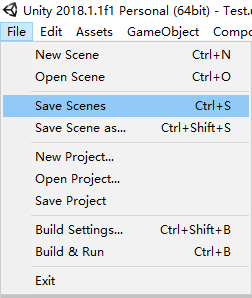 Unity 2018.1.1f1 Personal (64bit) - Test.
File Edit Assets GameObject Compo
New Scene Ctrl+N
Open Scene Ctrl+O
Save Scenes Ctrl+S
Save Scene as... Ctrl+Shift+S
New Project...
Open Project...
Save Project
Build Settings... Ctrl+Shift+B
Build & Run Ctrl+B
Exit